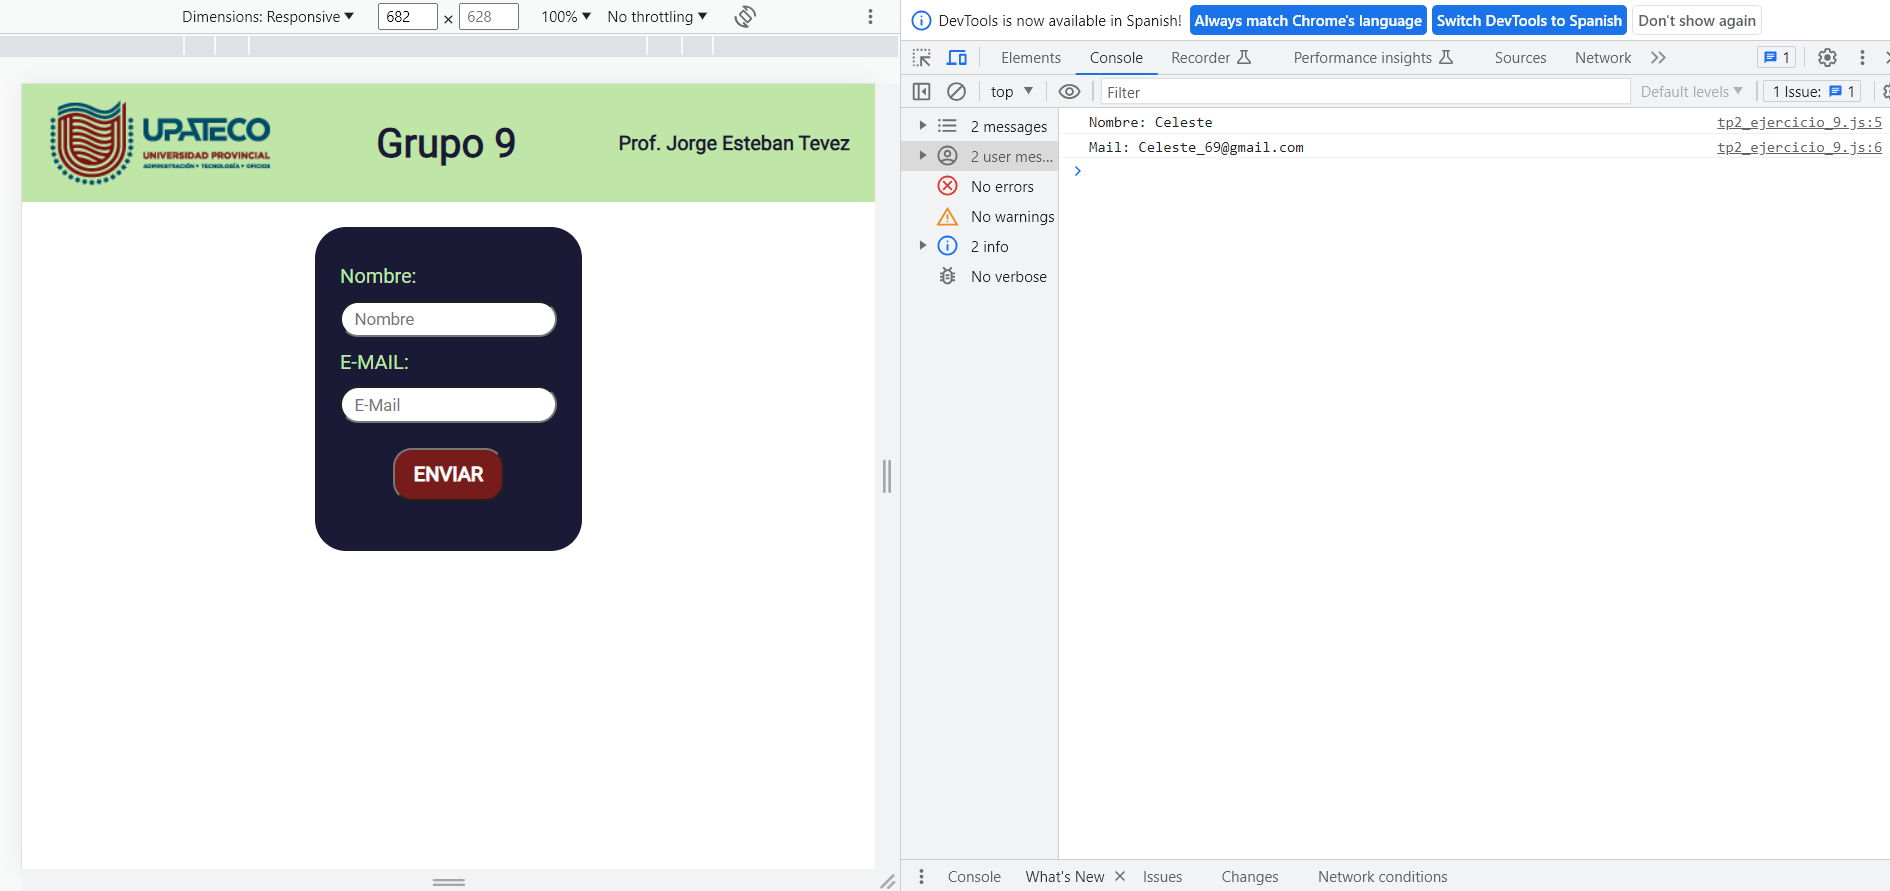 Dimensions: Responsive 682 × 628 100% No throttling
UPATECO
UNIVERSIDAD PROVINCIAL
ADMINISTRACIÓN • TECNOLOGÍA • OFICIOS
Grupo 9
Prof. Jorge Esteban Tevez
Nombre:
Nombre
E-MAIL:
E-Mail
ENVIAR
DevTools is now available in Spanish! Always match Chrome's language Switch DevTools to Spanish Don't show again
Elements Console Recorder Performance insights Sources Network 1
top Filter Default levels 1 Issue: 1
2 messages
2 user mes...
No errors
No warnings
2 info
No verbose
Nombre: Celeste tp2_ejercicio_9.js:5
Mail: Celeste_69@gmail.com tp2_ejercicio_9.js:6
Console What's New Issues Changes Network conditions